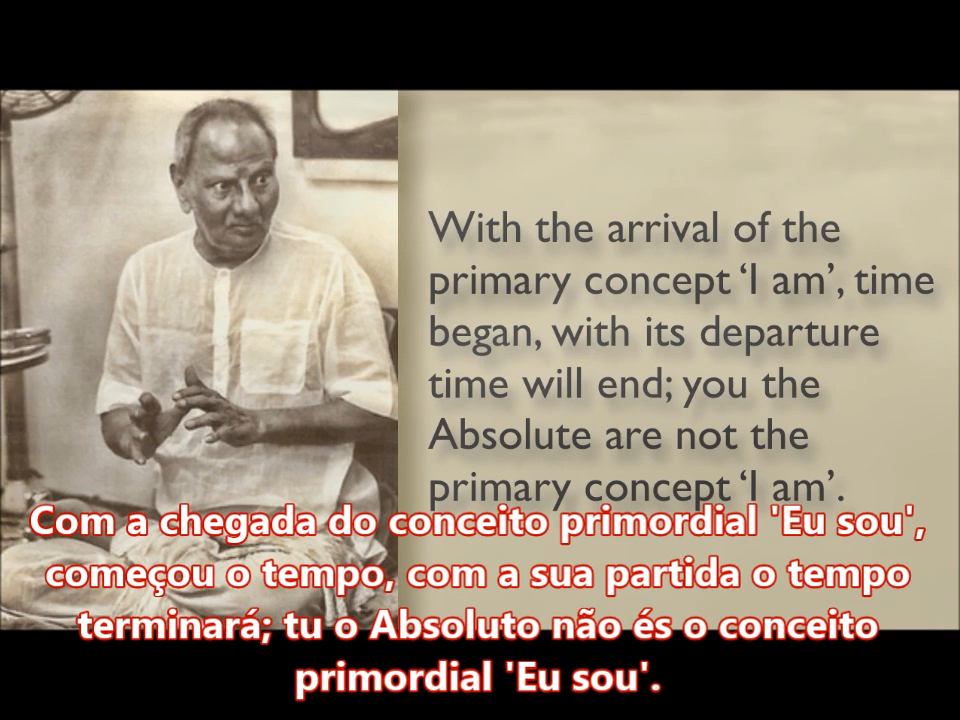 With the arrival of the
primary concept ‘I am’, time
began, with its departure
time will end; you the
Absolute are not the
primary concept ‘I am’.
Com a chegada do conceito primordial 'Eu sou',
começou o tempo, com a sua partida o tempo
terminará; tu o Absoluto não és o conceito
primordial 'Eu sou'.